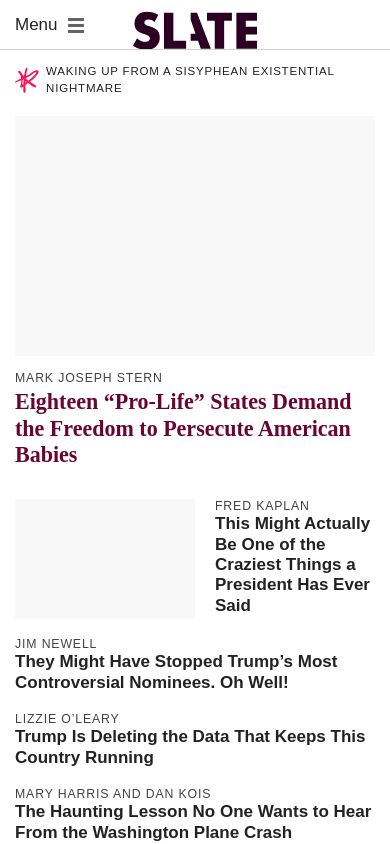 Menu
SLATE
WAKING UP FROM A SISYPHEAN EXISTENTIAL
NIGHTMARE
MARK JOSEPH STERN
Eighteen “Pro-Life” States Demand
the Freedom to Persecute American
Babies
FRED KAPLAN
This Might Actually
Be One of the
Craziest Things a
President Has Ever
Said
JIM NEWELL
They Might Have Stopped Trump’s Most
Controversial Nominees. Oh Well!
LIZZIE O’LEARY
Trump Is Deleting the Data That Keeps This
Country Running
MARY HARRIS AND DAN KOIS
The Haunting Lesson No One Wants to Hear
From the Washington Plane Crash